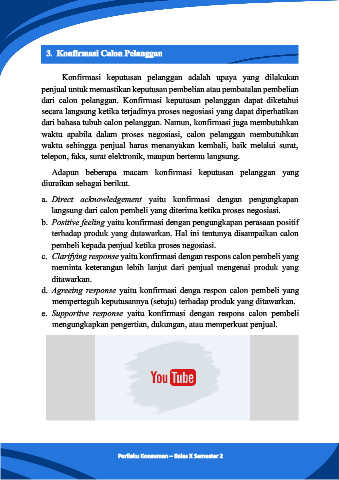 3. Konfirmasi Calon Pelanggan
Konfirmasi keputusan pelanggan adalah upaya yang dilakukan
penjual untuk memastikan keputusan pembelian atau pembatalan pembelian
dari calon pelanggan. Konfirmasi keputusan pelanggan dapat diketahui
secara langsung ketika terjadinya proses negosiasi yang dapat diperhatikan
dari bahasa tubuh calon pelanggan. Namun, konfirmasi juga membutuhkan
waktu apabila dalam proses negosiasi, calon pelanggan membutuhkan
waktu sehingga penjual harus menanyakan kembali, baik melalui surat,
telepon, faks, surat elektronik, maupun bertemu langsung.
Adapun beberapa macam konfirmasi keputusan pelanggan yang
diuraikan sebagai berikut.
a. Direct acknowledgement yaitu konfirmasi dengan pengungkapan
langsung dari calon pembeli yang diterima ketika proses negosiasi.
b. Positive feeling yaitu konfirmasi dengan pengungkapan perasaan positif
terhadap produk yang ditawarkan. Hal ini tentunya disampaikan calon
pembeli kepada penjual ketika proses negosiasi.
c. Clarifying response yaitu konfirmasi dengan respons calon pembeli yang
meminta keterangan lebih lanjut dari penjual mengenai produk yang
ditawarkan.
d. Agreeing response yaitu konfirmasi denga respon calon pembeli yang
memperteguh keputusannya (setuju) terhadap produk yang ditawarkan.
e. Supportive response yaitu konfirmasi dengan respons calon pembeli
mengungkapkan pengertian, dukungan, atau memperkuat penjual.
YouTube
Perilaku Konsumen – Kelas X Semester 2